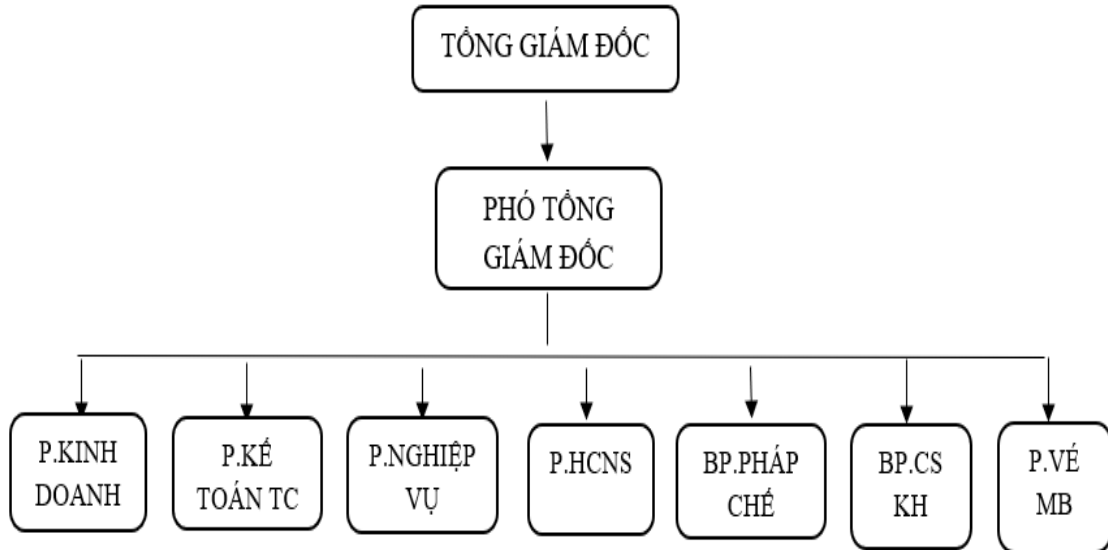 TỔNG GIÁM ĐỐC
PHÓ TỔNG
GIÁM ĐỐC
P.KINH
DOANH
P.KẾ
TOÁN TC
P.NGHIỆP
VỤ
P.HCNS
BP.PHÁP
CHẾ
BP.CS
KH
P.VÉ
MB